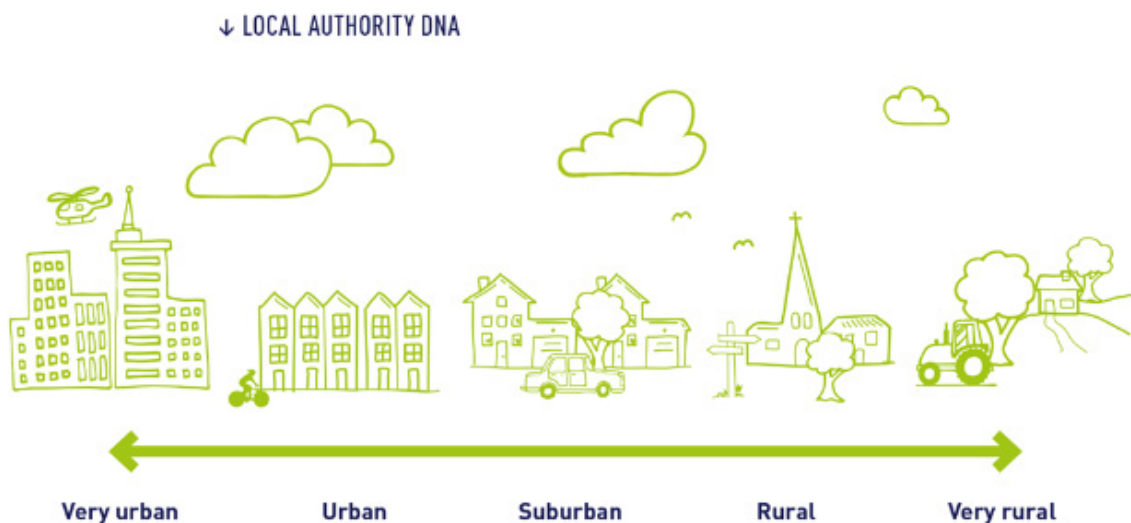 ↓ LOCAL AUTHORITY DNA
Very urban
Urban
Suburban
Rural
Very rural